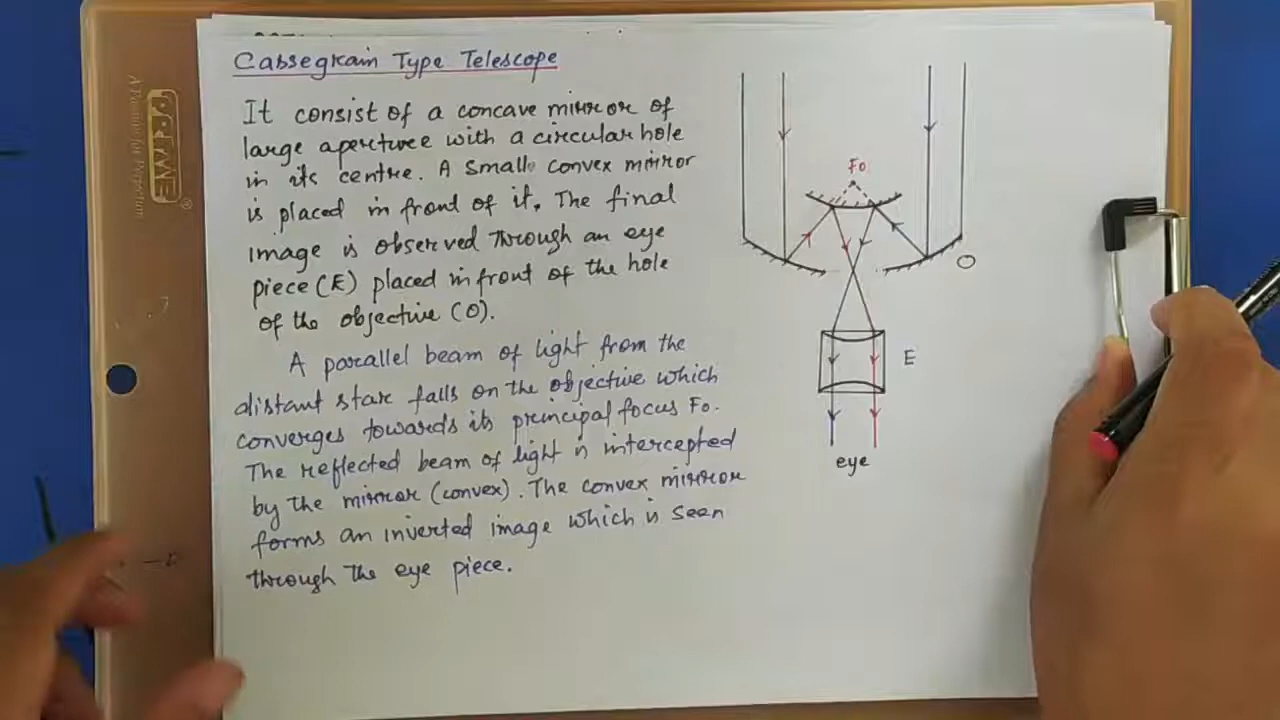 Cassegrain Type Telescope
It consist of a concave mirror of
large aperturee with a circular hole
in its centre. A small convex mirror
is placed in front of it. The final
image is observed through an eye
piece (E) placed in front of the hole
of the objective (O).
A parallel beam of light from the
distant star falls on the objective which
converges towards its principal focus Fo.
The reflected beam of light is intercepted
by the mirror (convex). The convex mirror
forms an inverted image which is seen
through the eye piece.
Fo
O
E
eye
PRIME
®